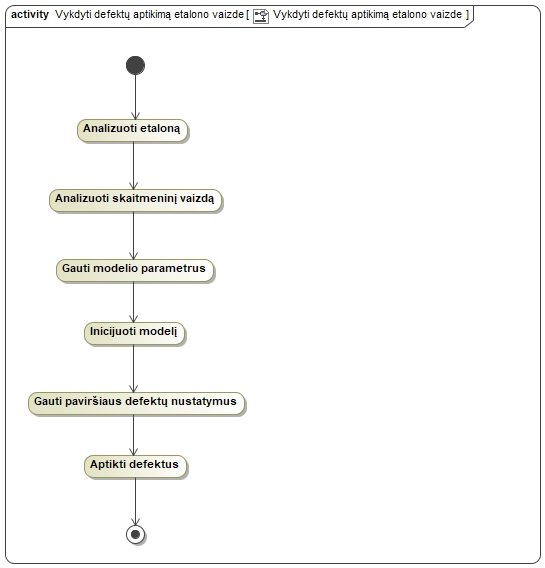 activity Vykdyti defektų aptikimą etalono vaizde [ Vykdyti defektų aptikimą etalono vaizde ]
Analizuoti etaloną
Analizuoti skaitmeninį vaizdą
Gauti modelio parametrus
Inicijuoti modelį
Gauti paviršiaus defektų nustatymus
Aptikti defektus